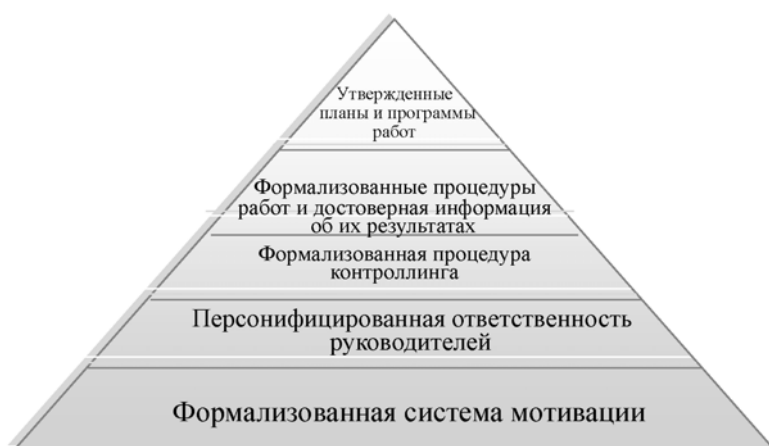 Утвержденные
планы и программы
работ
Формализованные процедуры
работ и достоверная информация
об их результатах
Формализованная процедура
контроллинга
Персонифицированная ответственность
руководителей
Формализованная система мотивации